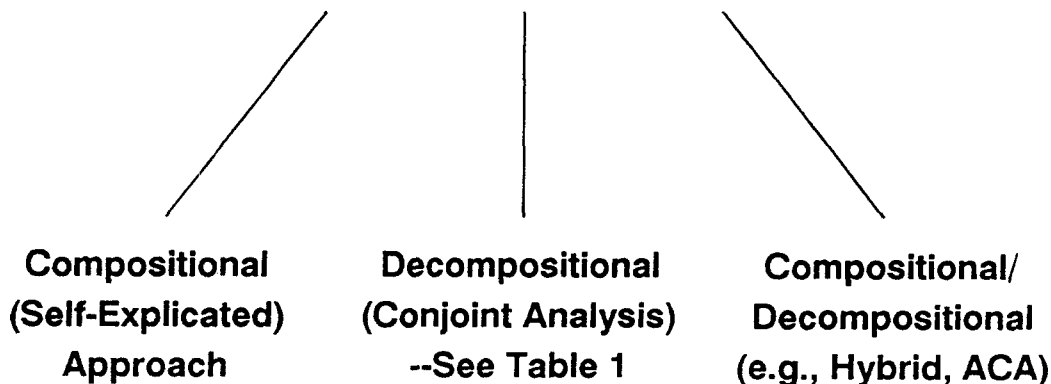 Compositional
(Self-Explicated)
Approach
Decompositional
(Conjoint Analysis)
--See Table 1
Compositional/
Decompositional
(e.g., Hybrid, ACA)